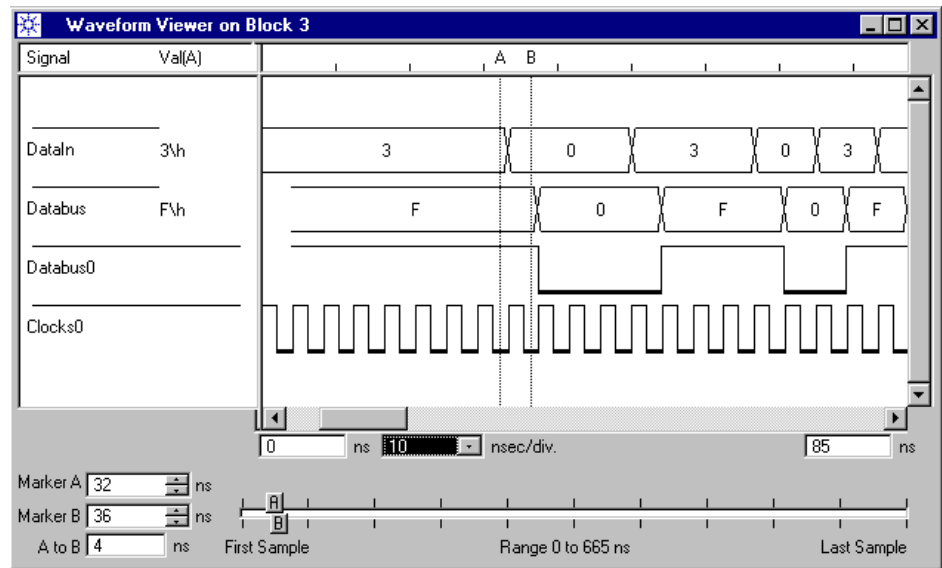 Waveform Viewer on Block 3
Signal Val(A) A B
DataIn 3\h 3 0 3 0 3
Databus F\h F 0 F 0 F
Databus0
Clocks0
0 ns 10 nsec/div. 85 ns
Marker A 32 ns
A
Marker B 36 ns
B
A to B 4 ns First Sample Range 0 to 665 ns Last Sample